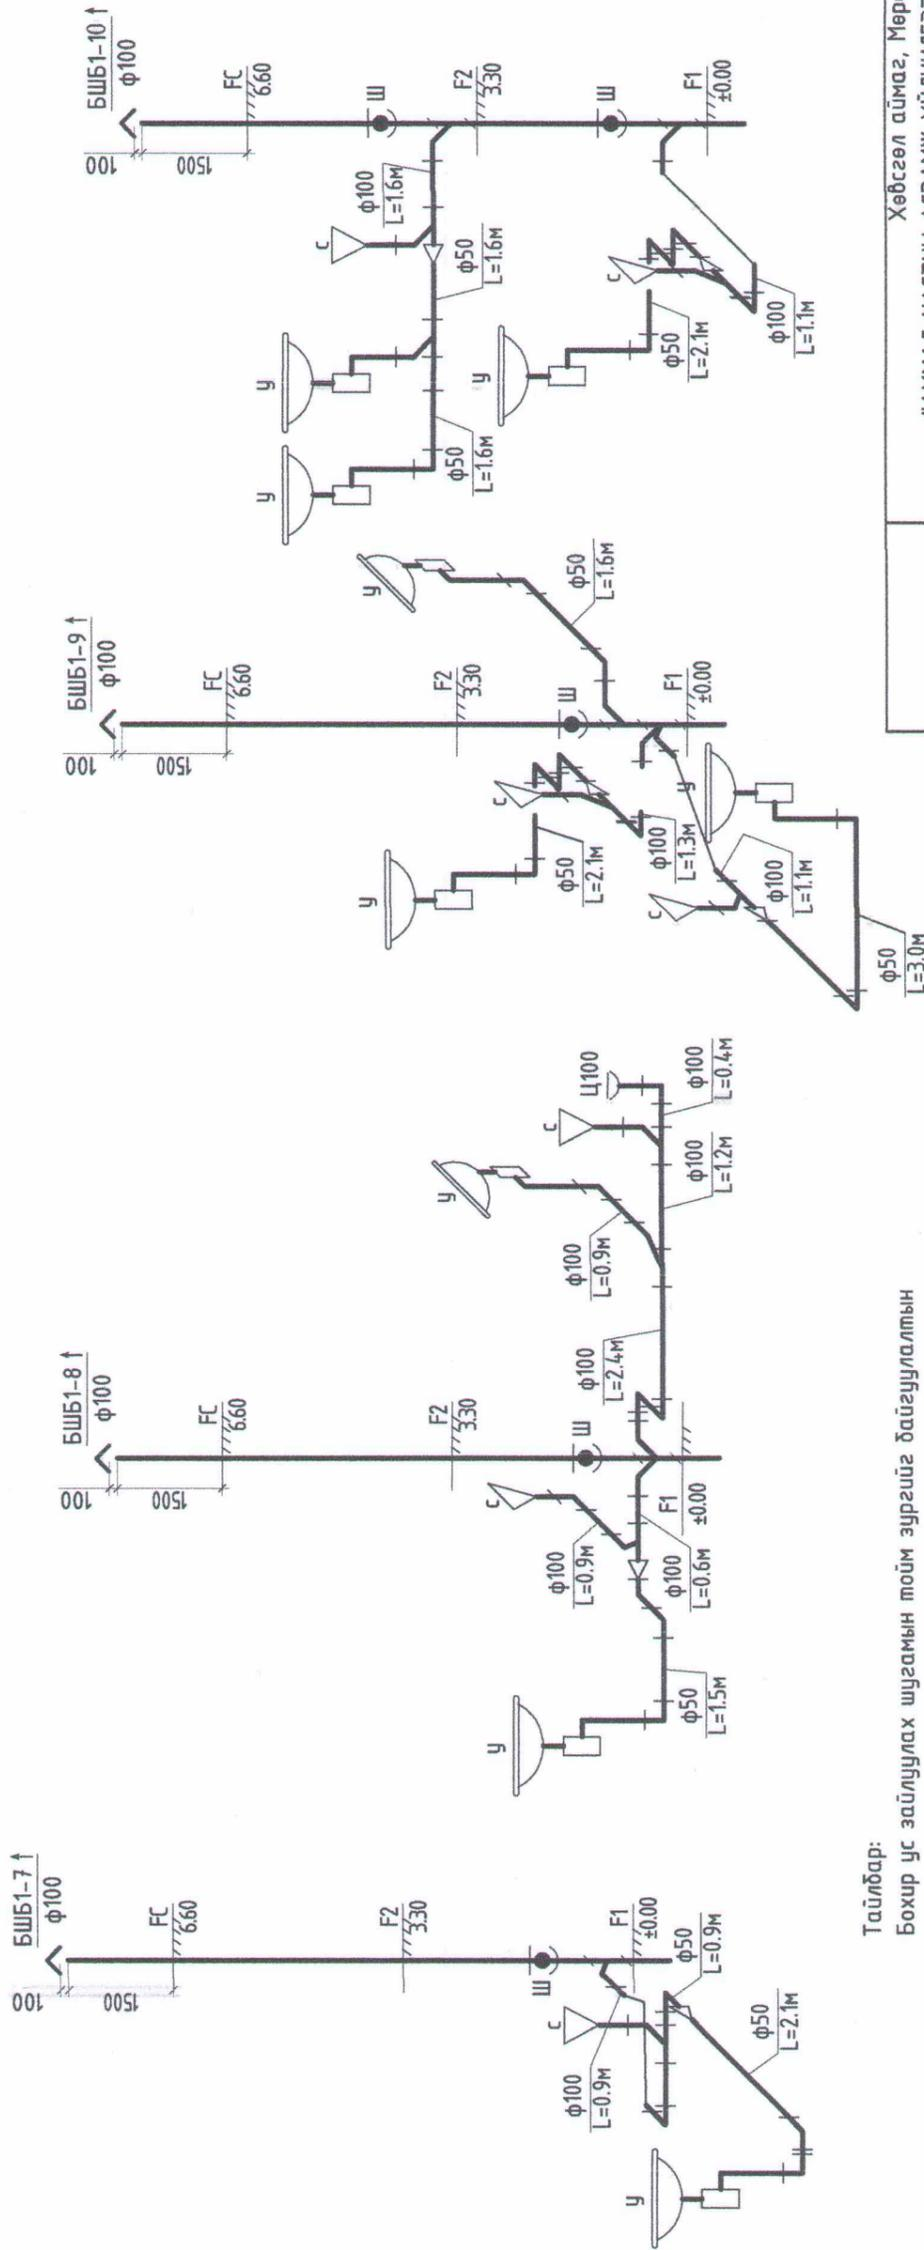 БШБ1-7 ↑
ф100
100
1500
FC
6.60
F2
3.30
Ш
F1
±0.00
С
ф100
L=0.9м
ф50
L=0.9м
ф50
L=2.1м
У
БШБ1-8 ↑
ф100
100
1500
FC
6.60
F2
3.30
Ш
F1
±0.00
С
ф100
L=0.9м
ф100
L=0.6м
ф50
L=1.5м
У
ф100
L=2.4м
ф100
L=0.9м
У
С
Ц100
ф100
L=1.2м
ф100
L=0.4м
БШБ1-9 ↑
ф100
100
1500
FC
6.60
F2
3.30
Ш
F1
±0.00
У
ф50
L=1.6м
У
ф50
L=2.1м
С
ф100
L=1.3м
С
ф100
L=1.1м
У
ф50
L=3.0м
БШБ1-10 ↑
ф100
100
1500
FC
6.60
Ш
F2
3.30
Ш
F1
±0.00
С
ф100
L=1.6м
ф50
L=1.6м
У
У
ф50
L=1.6м
У
С
ф50
L=2.1м
ф100
L=1.1м
Тайлбар:
Бохир ус зайлуулах шугамын тойм зургийг байгуулалтын
Хөвсгөл аймаг,